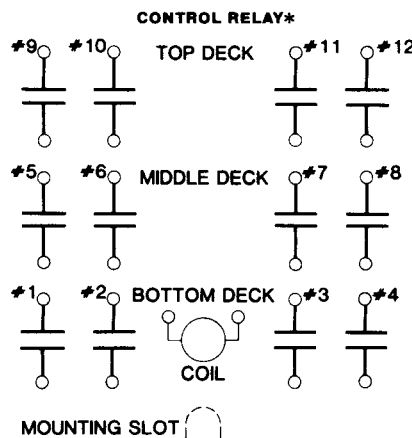 CONTROL RELAY*
#9 #10 TOP DECK #11 #12
#5 #6 MIDDLE DECK #7 #8
#1 #2 BOTTOM DECK #3 #4
COIL
MOUNTING SLOT